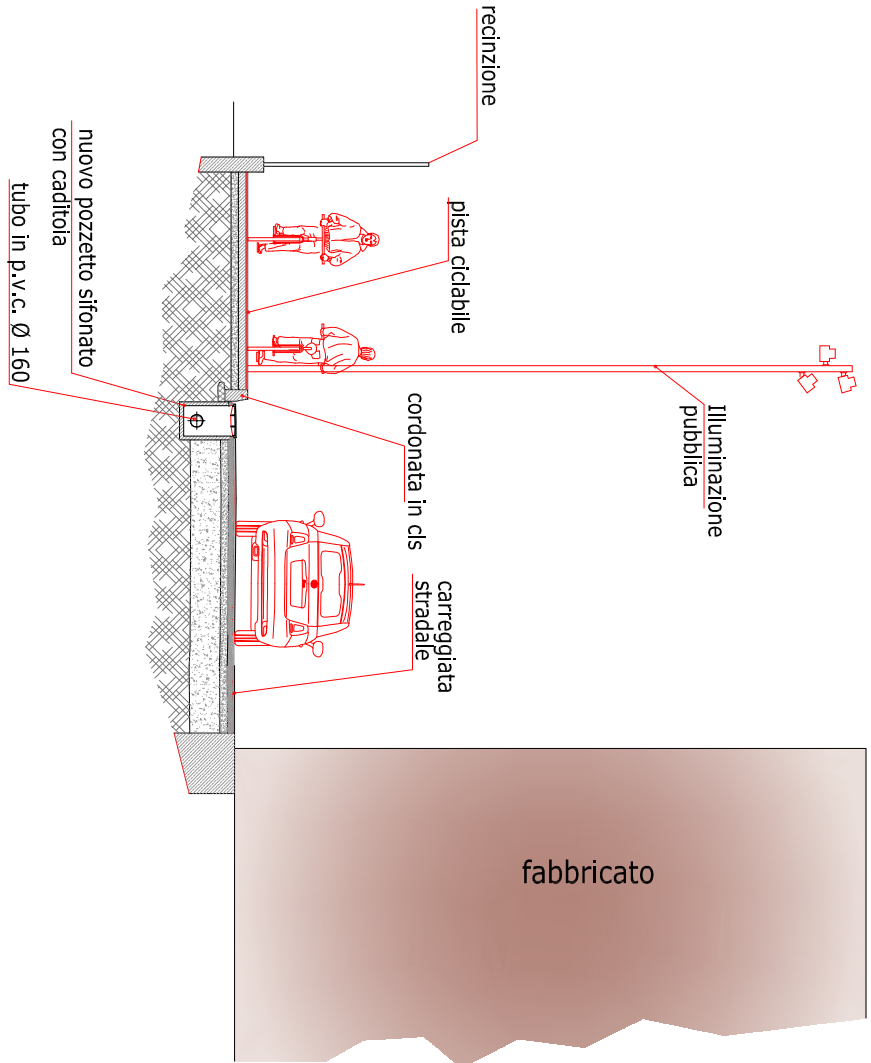 recinzione
pista ciclabile
Illuminazione
pubblica
cordonata in cls
carreggiata
stradale
nuovo pozzetto sifonato
con caditoia
tubo in p.v.c. Ø 160
fabbricato